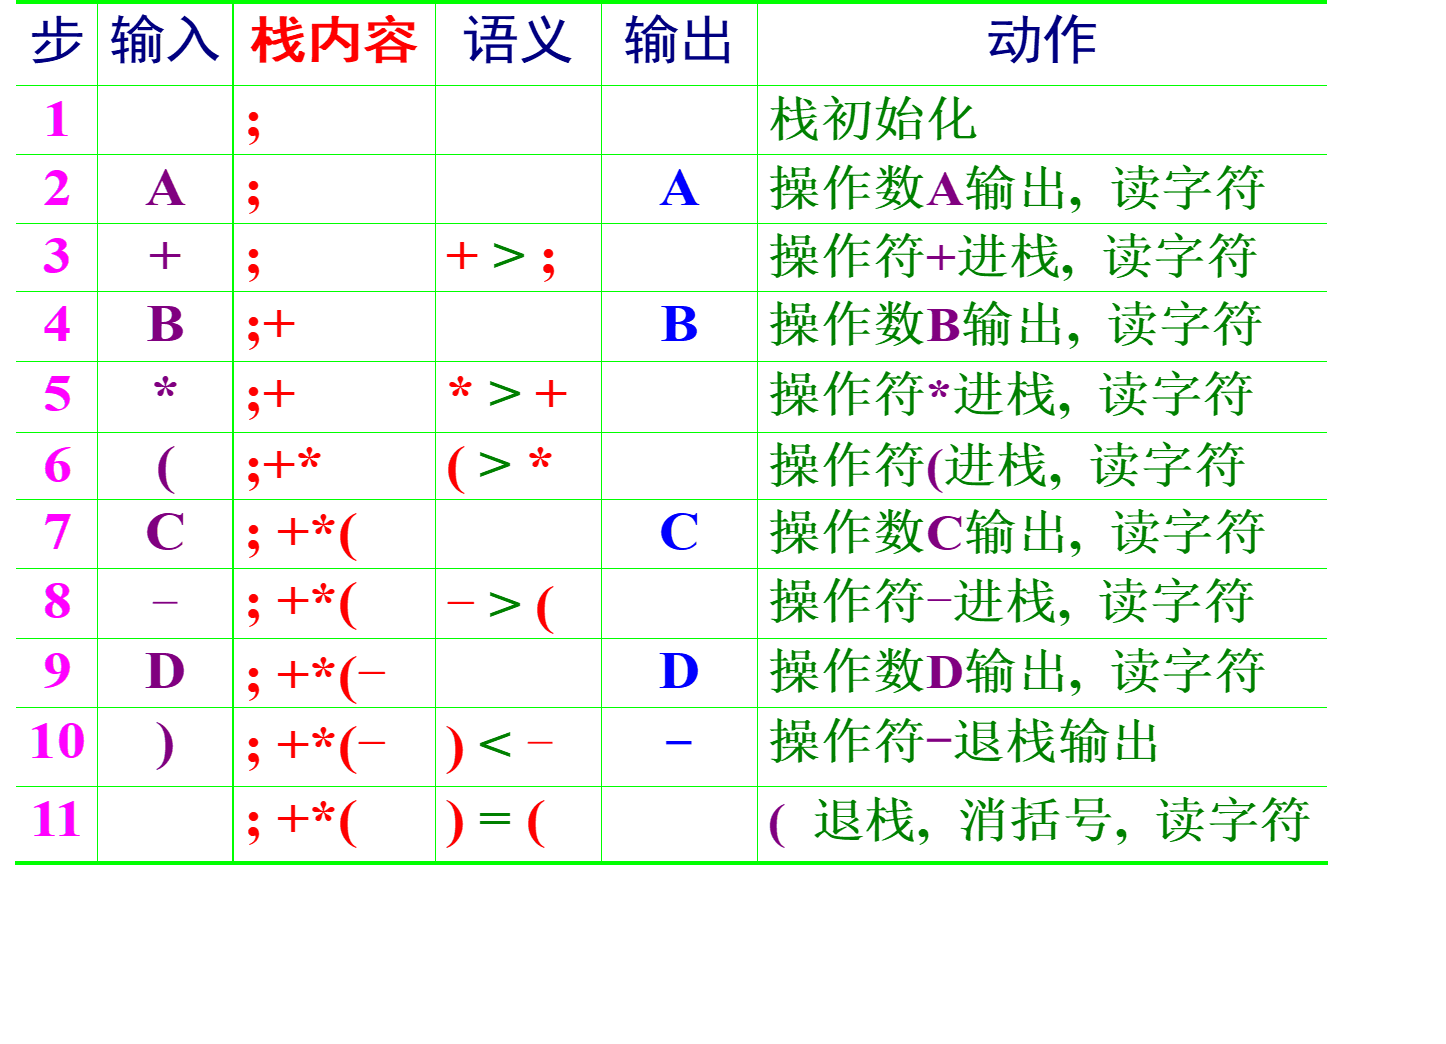 步 输入 栈内容 语义 输出 动作
1 ; 栈初始化
2 A ; A 操作数A输出, 读字符
3 + ; + > ; 操作符+进栈, 读字符
4 B ;+ B 操作数B输出, 读字符
5 * ;+ * > + 操作符*进栈, 读字符
6 ( ;+* ( > * 操作符(进栈, 读字符
7 C ; +*( C 操作数C输出, 读字符
8 – ; +*( – > ( 操作符–进栈, 读字符
9 D ; +*(– D 操作数D输出, 读字符
10 ) ; +*(– ) < – – 操作符–退栈输出
11 ; +*( ) = ( ( 退栈, 消括号, 读字符